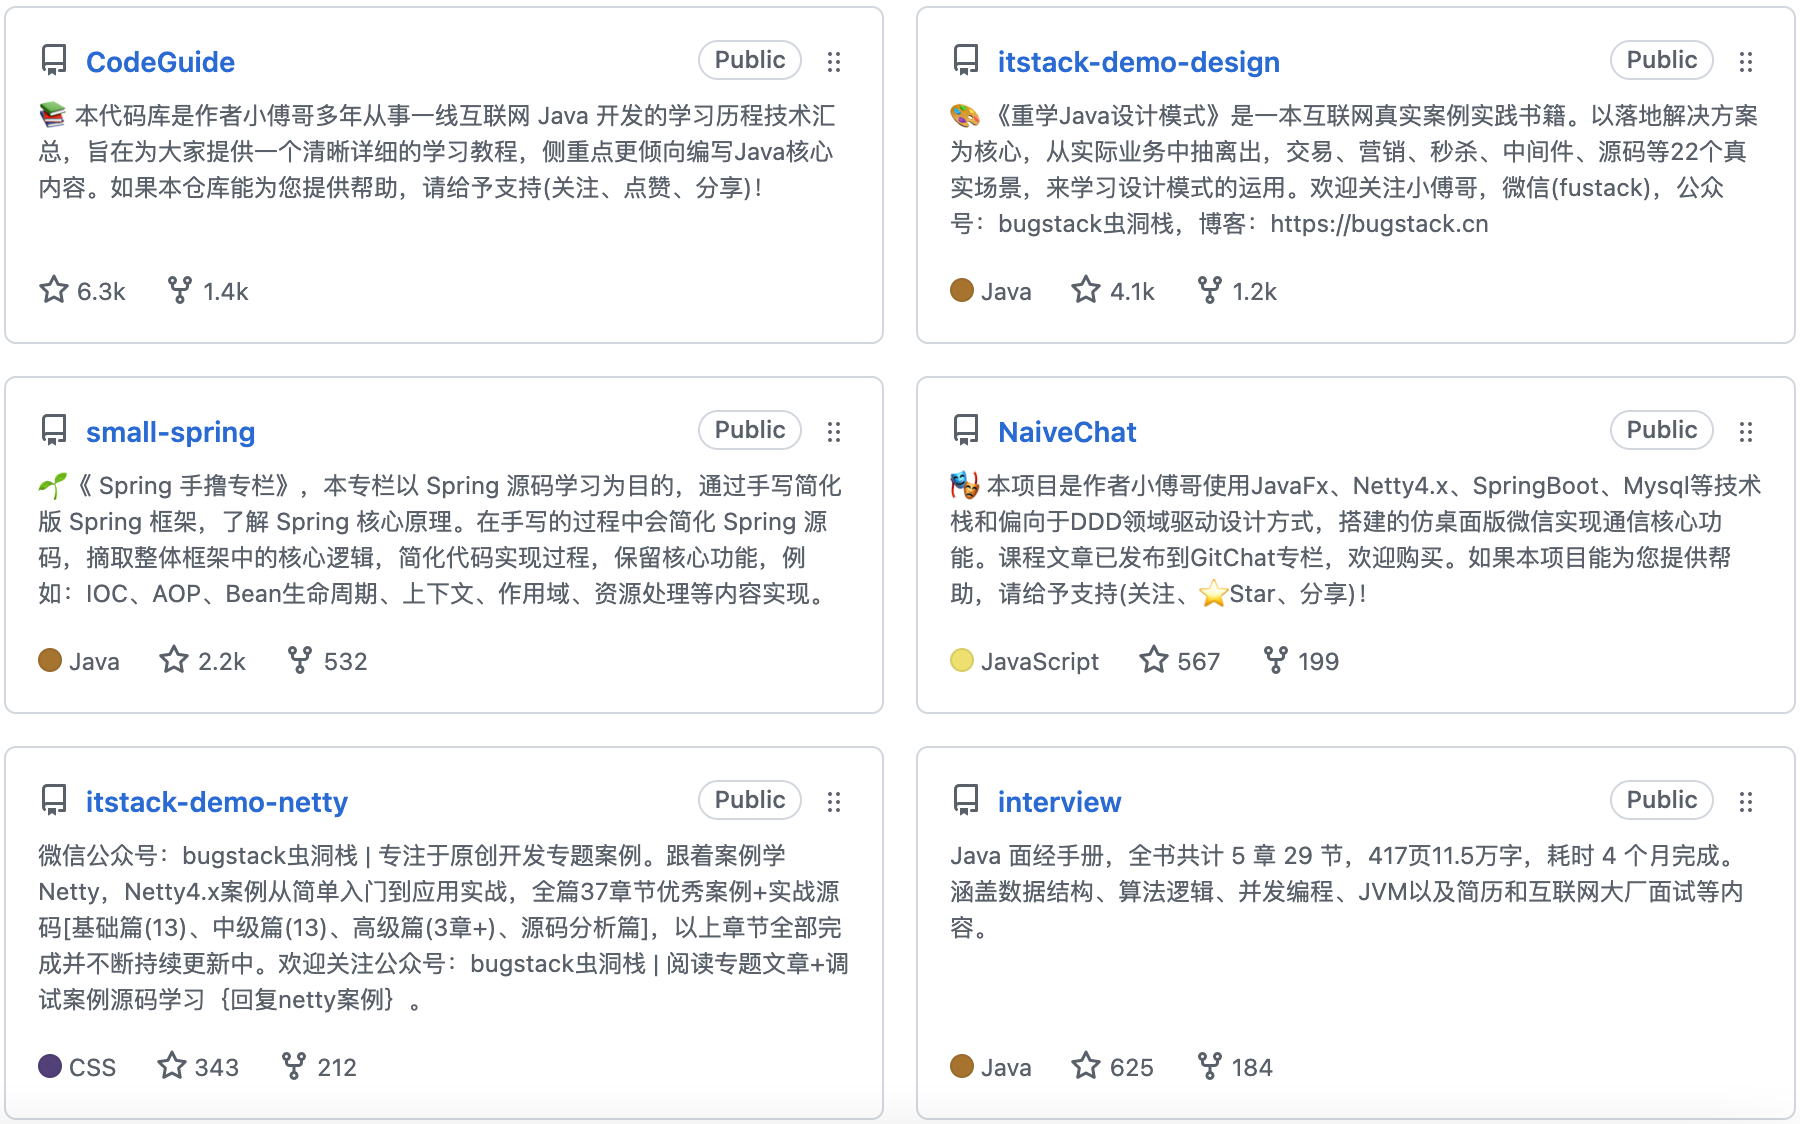 CodeGuide
Public
本代码库是作者小傅哥多年从事一线互联网 Java 开发的学习历程技术汇
总，旨在为大家提供一个清晰详细的学习教程，侧重点更倾向编写Java核心
内容。如果本仓库能为您提供帮助，请给予支持(关注、点赞、分享)！
6.3k 1.4k
itstack-demo-design
Public
《重学Java设计模式》是一本互联网真实案例实践书籍。以落地解决方案
为核心，从实际业务中抽离出，交易、营销、秒杀、中间件、源码等22个真
实场景，来学习设计模式的运用。欢迎关注小傅哥，微信(fustack)，公众
号：bugstack虫洞栈，博客：https://bugstack.cn
Java 4.1k 1.2k
small-spring
Public
《 Spring 手撸专栏》，本专栏以 Spring 源码学习为目的，通过手写简化
版 Spring 框架，了解 Spring 核心原理。在手写的过程中会简化 Spring 源
码，摘取整体框架中的核心逻辑，简化代码实现过程，保留核心功能，例
如：IOC、AOP、Bean生命周期、上下文、作用域、资源处理等内容实现。
Java 2.2k 532
NaiveChat
Public
本项目是作者小傅哥使用JavaFx、Netty4.x、SpringBoot、Mysql等技术
栈和偏向于DDD领域驱动设计方式，搭建的仿桌面版微信实现通信核心功
能。课程文章已发布到GitChat专栏，欢迎购买。如果本项目能为您提供帮
助，请给予支持(关注、⭐Star、分享)！
JavaScript 567 199
itstack-demo-netty
Public
微信公众号：bugstack虫洞栈 | 专注于原创开发专题案例。跟着案例学
Netty，Netty4.x案例从简单入门到应用实战，全篇37章节优秀案例+实战源
码[基础篇(13)、中级篇(13)、高级篇(3章+)、源码分析篇]，以上章节全部完
成并不断持续更新中。欢迎关注公众号：bugstack虫洞栈 | 阅读专题文章+调
试案例源码学习｛回复netty案例｝。
CSS 343 212
interview
Public
Java 面经手册，全书共计 5 章 29 节，417页11.5万字，耗时 4 个月完成。
涵盖数据结构、算法逻辑、并发编程、JVM以及简历和互联网大厂面试等内
容。
Java 625 184